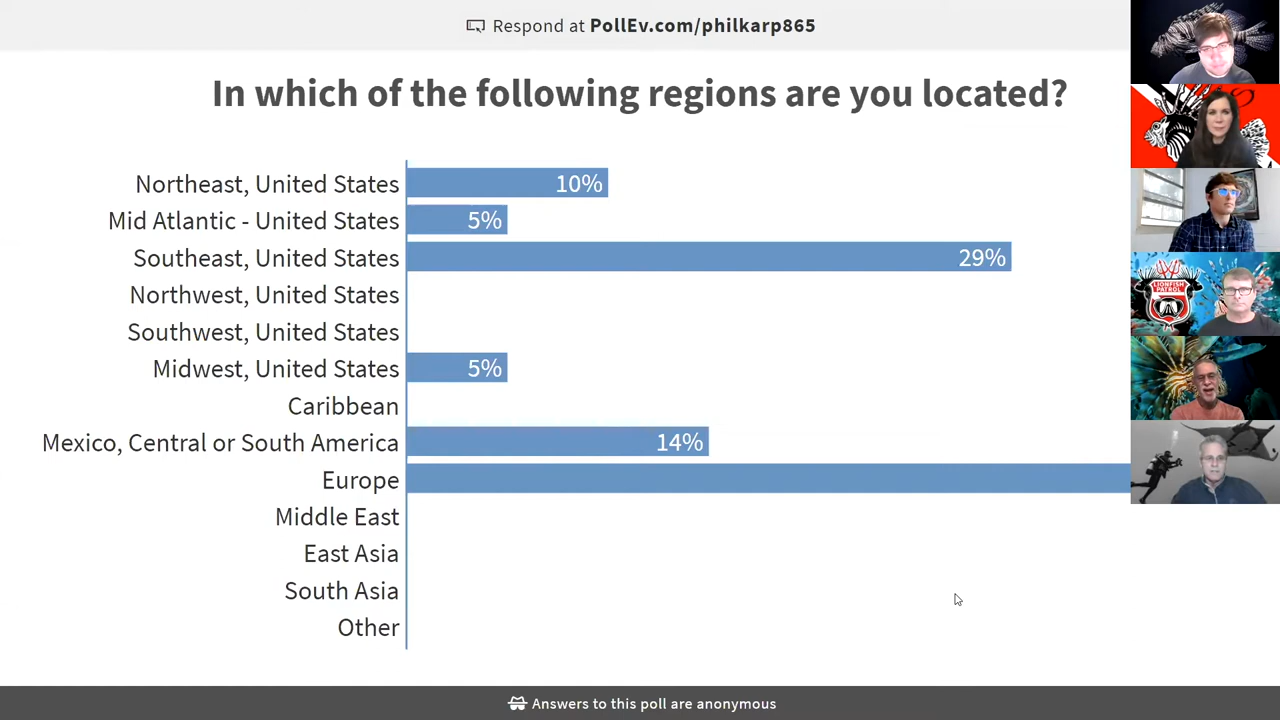 Respond at PollEv.com/philkarp865
In which of the following regions are you located?
Northeast, United States 10%
Mid Atlantic - United States 5%
Southeast, United States 29%
Northwest, United States
Southwest, United States
Midwest, United States 5%
Caribbean
Mexico, Central or South America 14%
Europe
Middle East
East Asia
South Asia
Other
LIONFISH
PATROL
Answers to this poll are anonymous